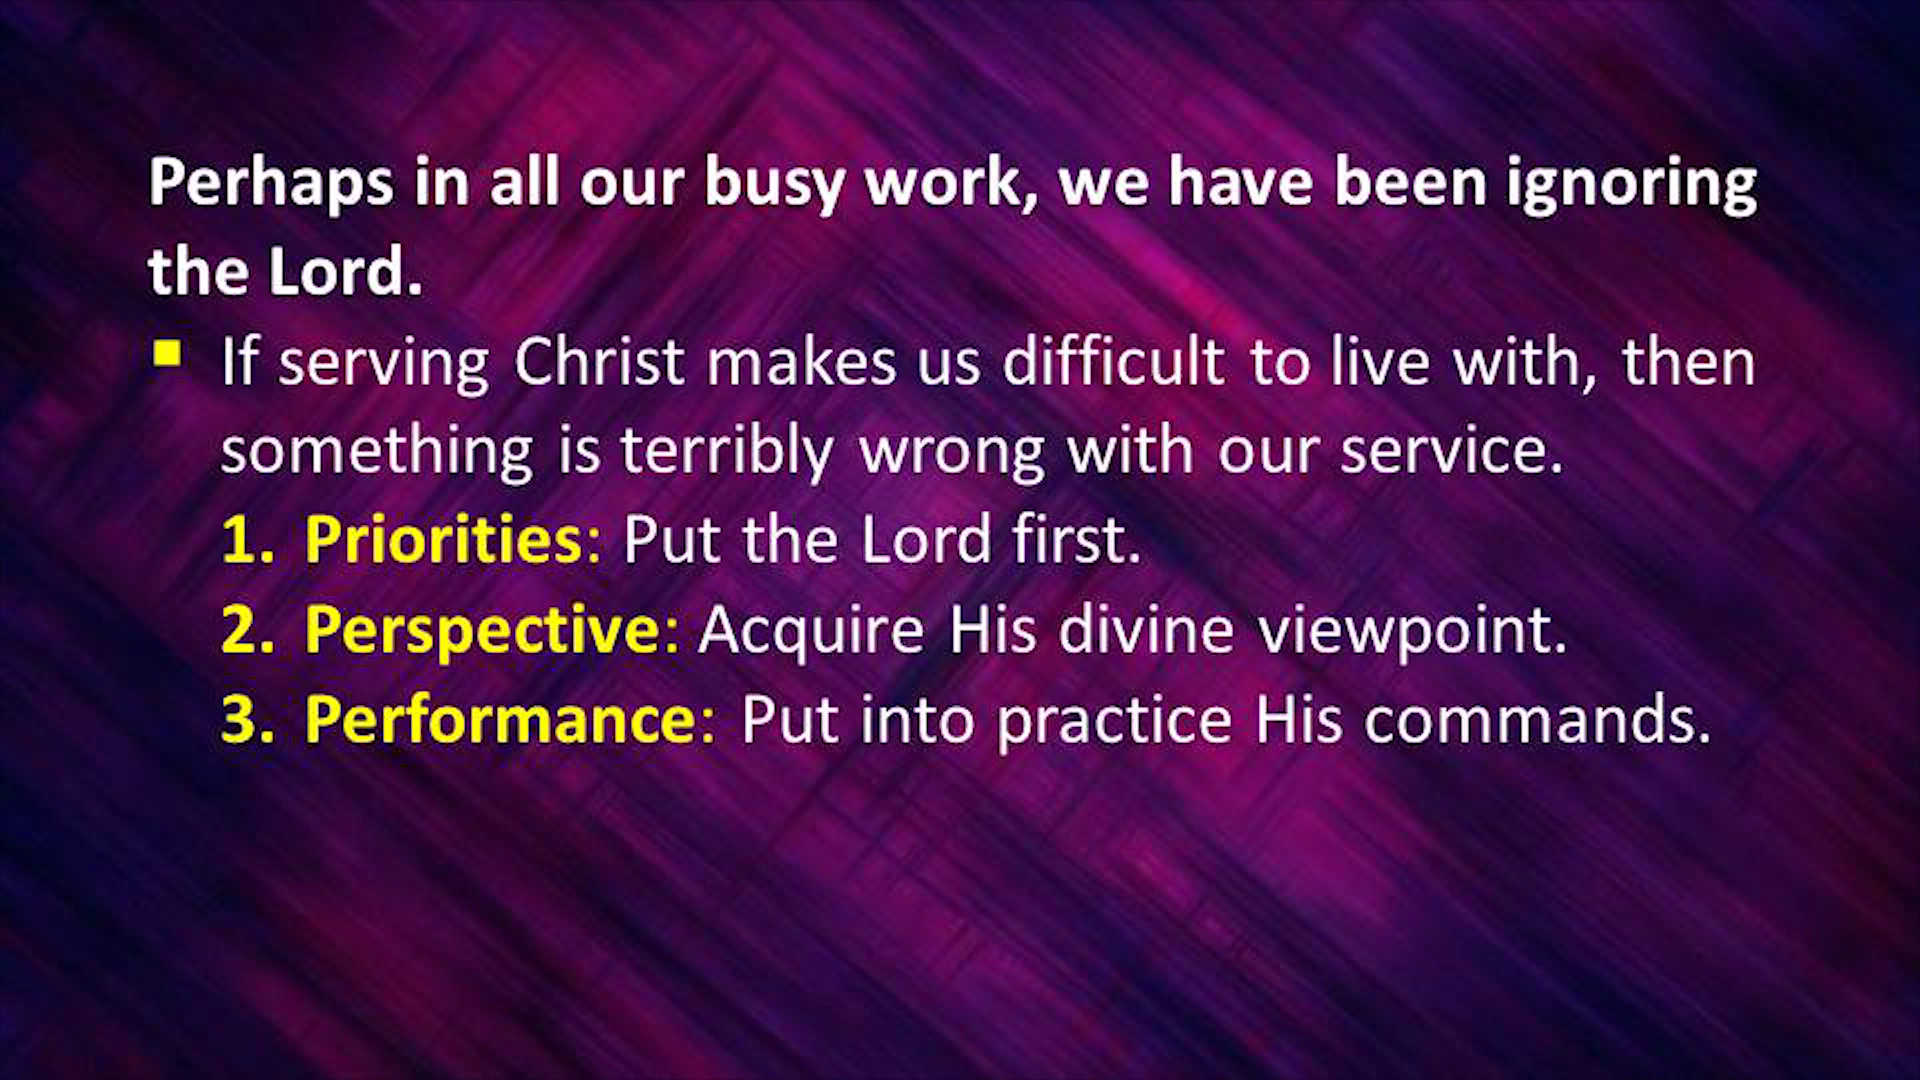 Perhaps in all our busy work, we have been ignoring
the Lord.
▪ If serving Christ makes us difficult to live with, then
something is terribly wrong with our service.
1. Priorities: Put the Lord first.
2. Perspective: Acquire His divine viewpoint.
3. Performance: Put into practice His commands.